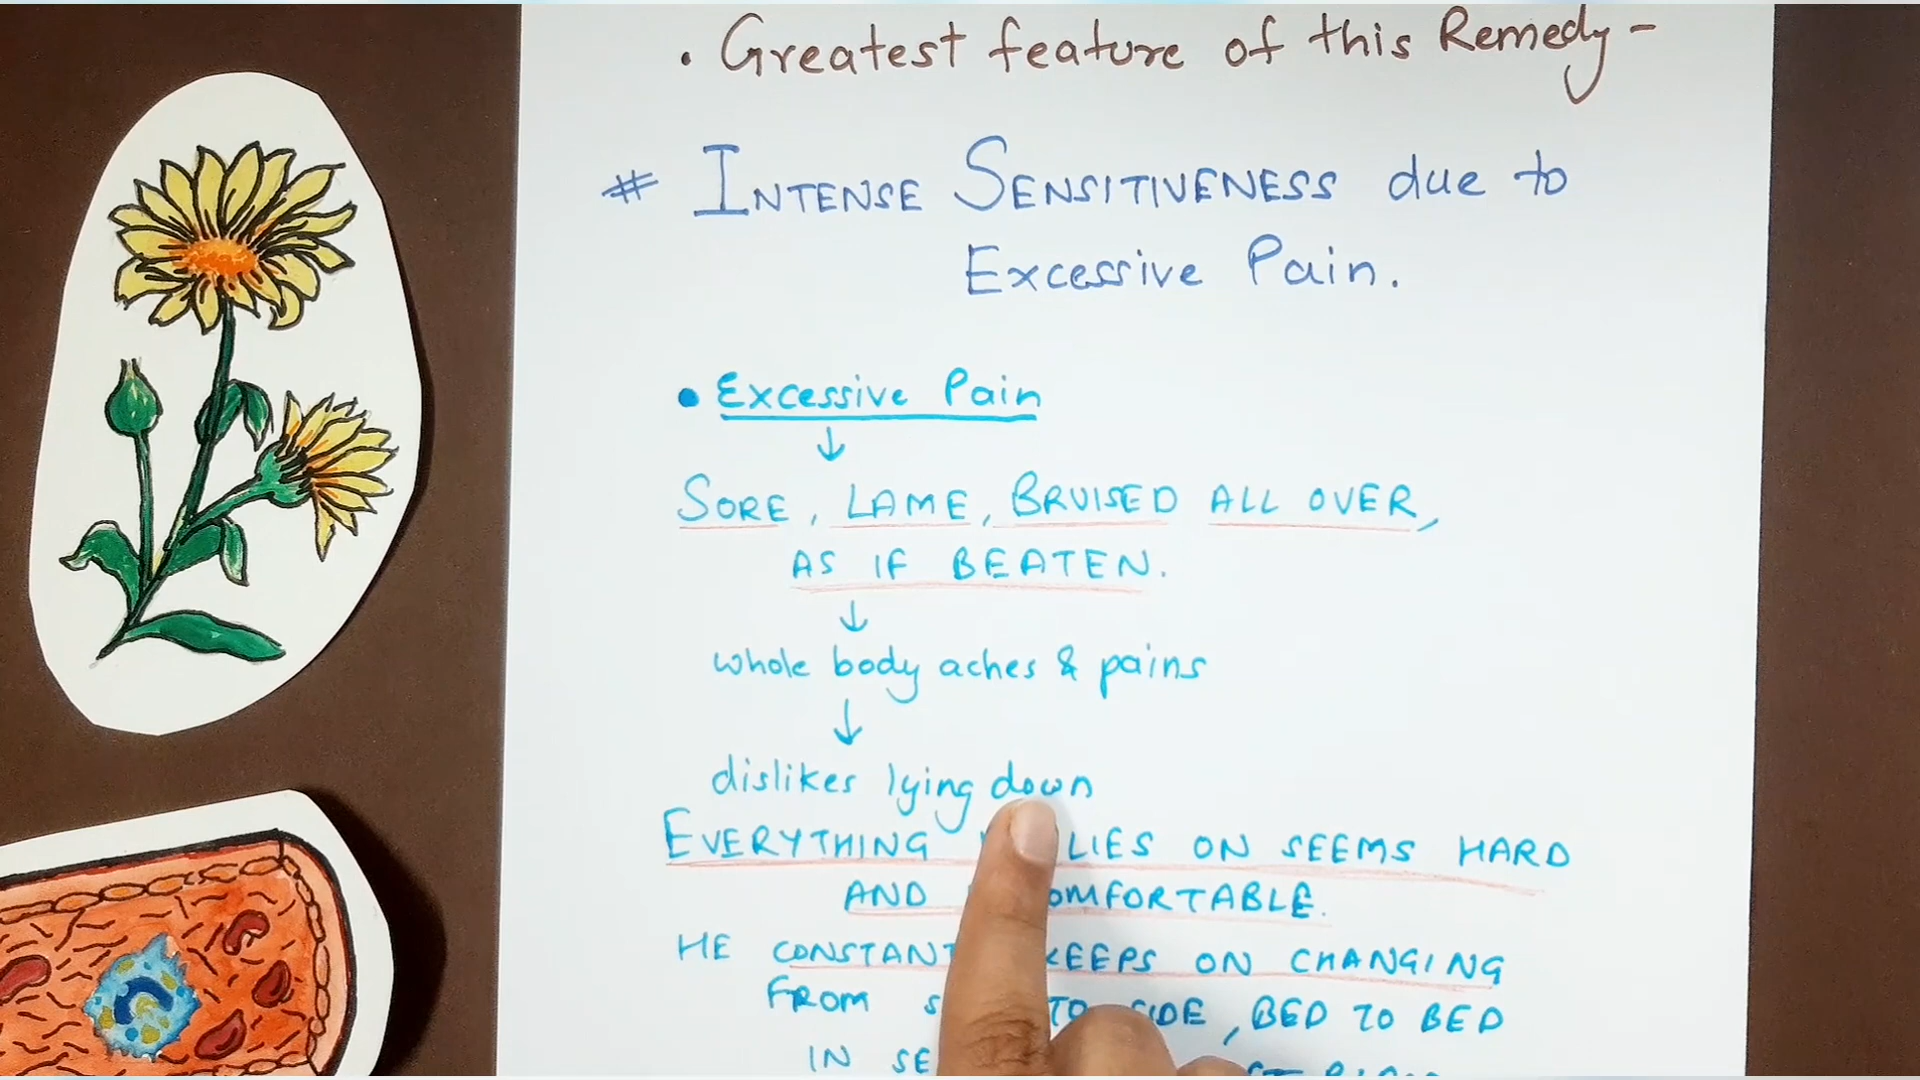 • Greatest feature of this Remedy -
# INTENSE SENSITIVENESS due to
Excessive Pain.
• Excessive Pain
↓
SORE, LAME, BRUISED ALL OVER,
AS IF BEATEN.
↓
whole body aches & pains
↓
dislikes lying down
EVERYTHING LIES ON SEEMS HARD
AND
HE KEEPS ON CHANGING
FROM TO SIDE, BED TO BED
IN